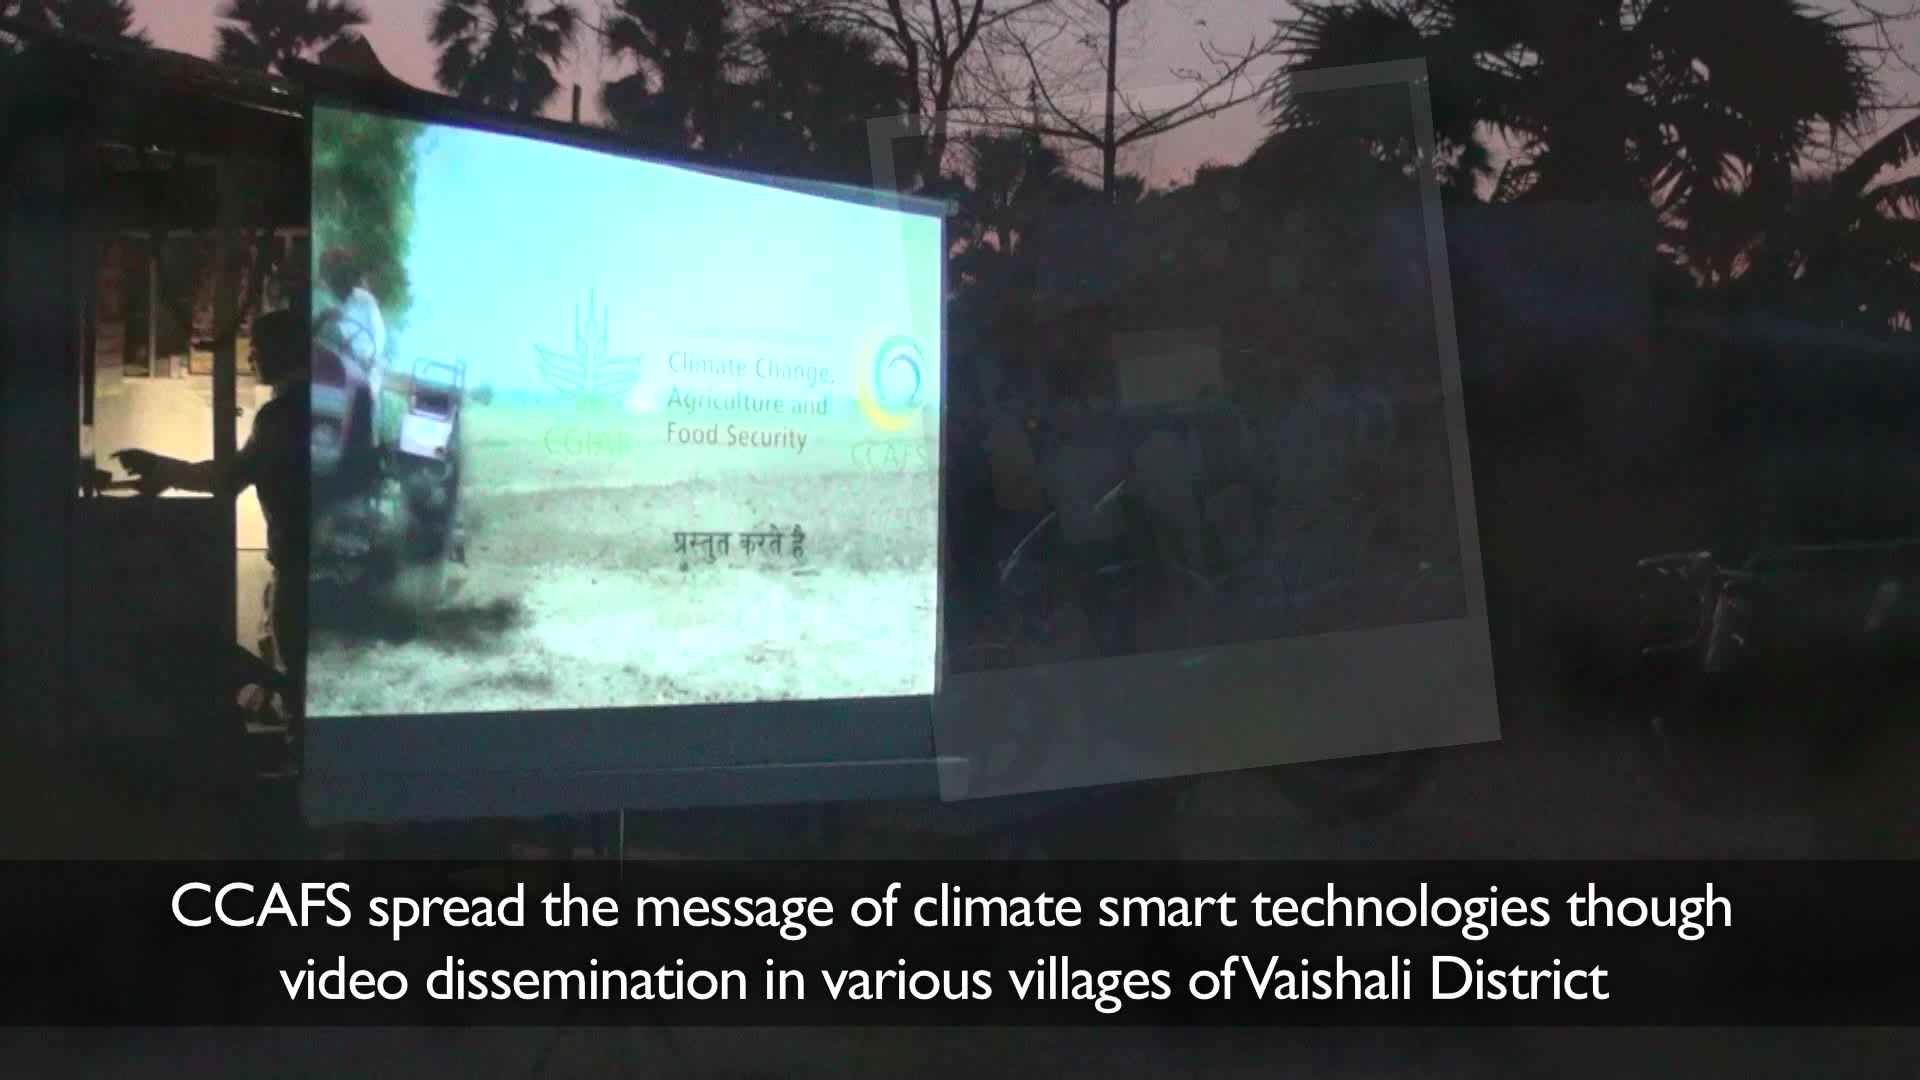 Climate Change,
Agriculture and
Food Security
CGIAR
CCAFS
प्रस्तुत करते है
CCAFS spread the message of climate smart technologies though
video dissemination in various villages of Vaishali District